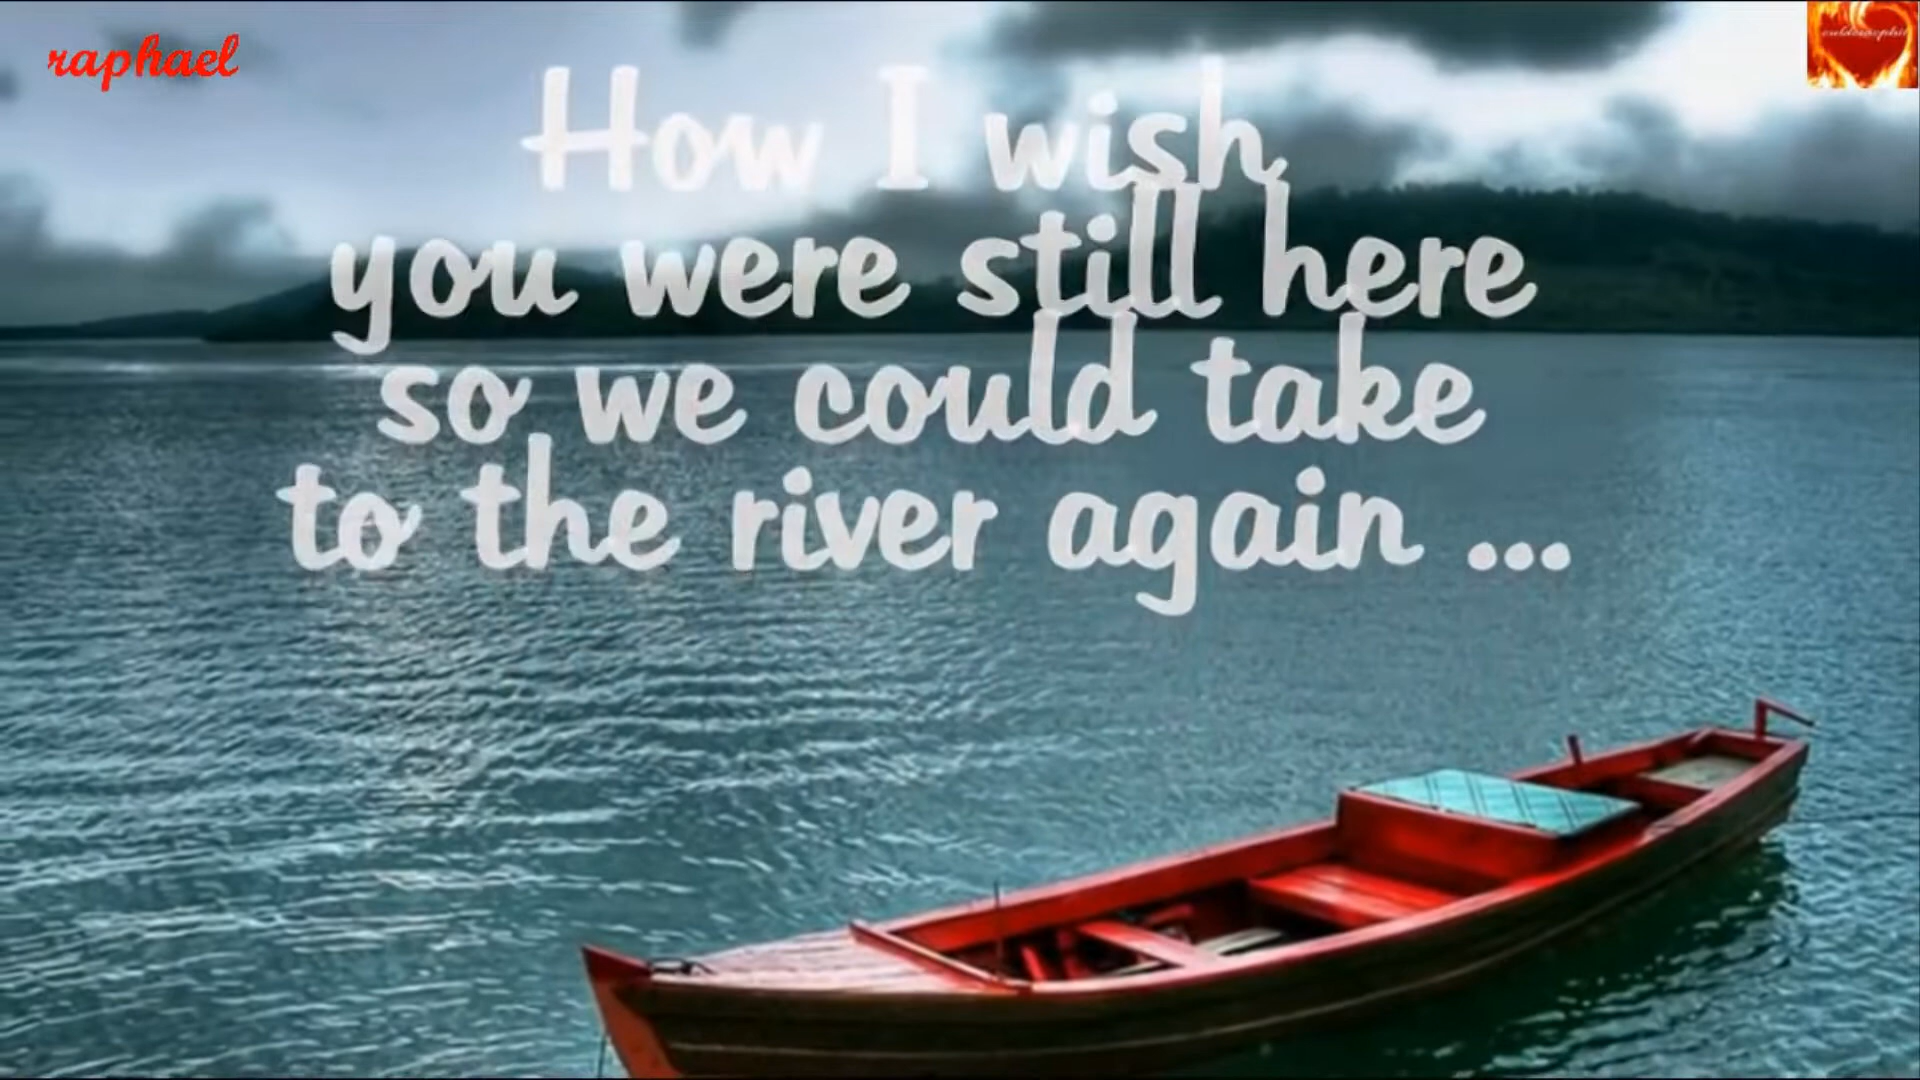 raphael
How I wish
you were still here
so we could take
to the river again ...